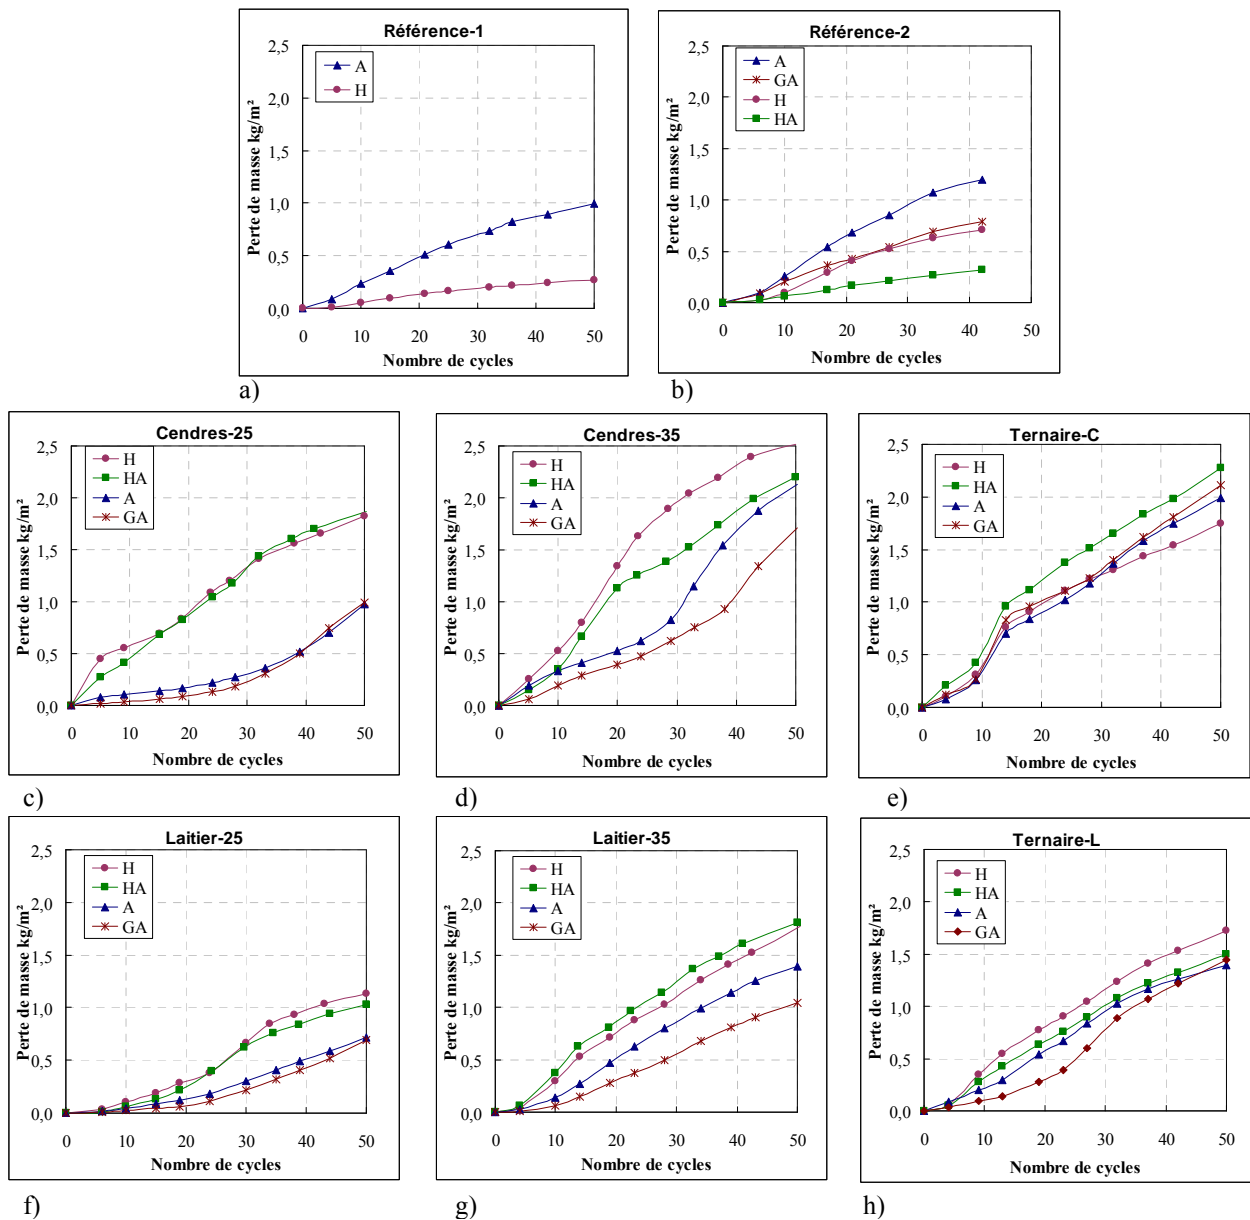 Référence-1
Perte de masse kg/m²
2,5
2,0
1,5
1,0
0,5
0,0
A
H
0 10 20 30 40 50
Nombre de cycles
a)
Référence-2
Perte de masse kg/m²
2,5
2,0
1,5
1,0
0,5
0,0
A
GA
H
HA
0 10 20 30 40 50
Nombre de cycles
b)
Cendres-25
Perte de masse kg/m²
2,5
2,0
1,5
1,0
0,5
0,0
H
HA
A
GA
0 10 20 30 40 50
Nombre de cycles
c)
Cendres-35
Perte de masse kg/m²
2,5
2,0
1,5
1,0
0,5
0,0
H
HA
A
GA
0 10 20 30 40 50
Nombre de cycles
d)
Ternaire-C
Perte de masse kg/m²
2,5
2,0
1,5
1,0
0,5
0,0
H
HA
A
GA
0 10 20 30 40 50
Nombre de cycles
e)
Laitier-25
Perte de masse kg/m²
2,5
2,0
1,5
1,0
0,5
0,0
H
HA
A
GA
0 10 20 30 40 50
Nombre de cycles
f)
Laitier-35
Perte de masse kg/m²
2,5
2,0
1,5
1,0
0,5
0,0
H
HA
A
GA
0 10 20 30 40 50
Nombre de cycles
g)
Ternaire-L
Perte de masse kg/m²
2,5
2,0
1,5
1,0
0,5
0,0
H
HA
A
GA
0 10 20 30 40 50
Nombre de cycles
h)